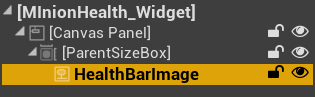 [MInionHealth_Widget]
[Canvas Panel]
[ParentSizeBox]
HealthBarImage